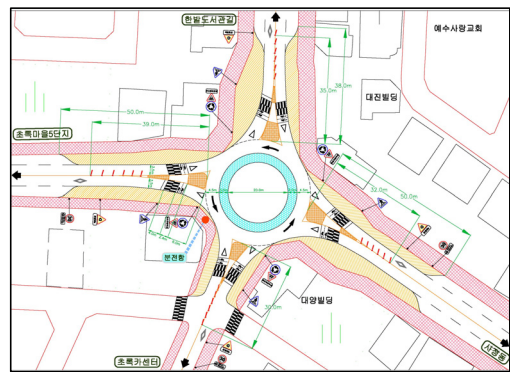 한밭도서관길
예수사랑교회
38.0m
35.0m
대진빌딩
50.0m
39.0m
초록마을5단지
32.0m
50.0m
분전함
대양빌딩
30.0m
사정동
초록카센터